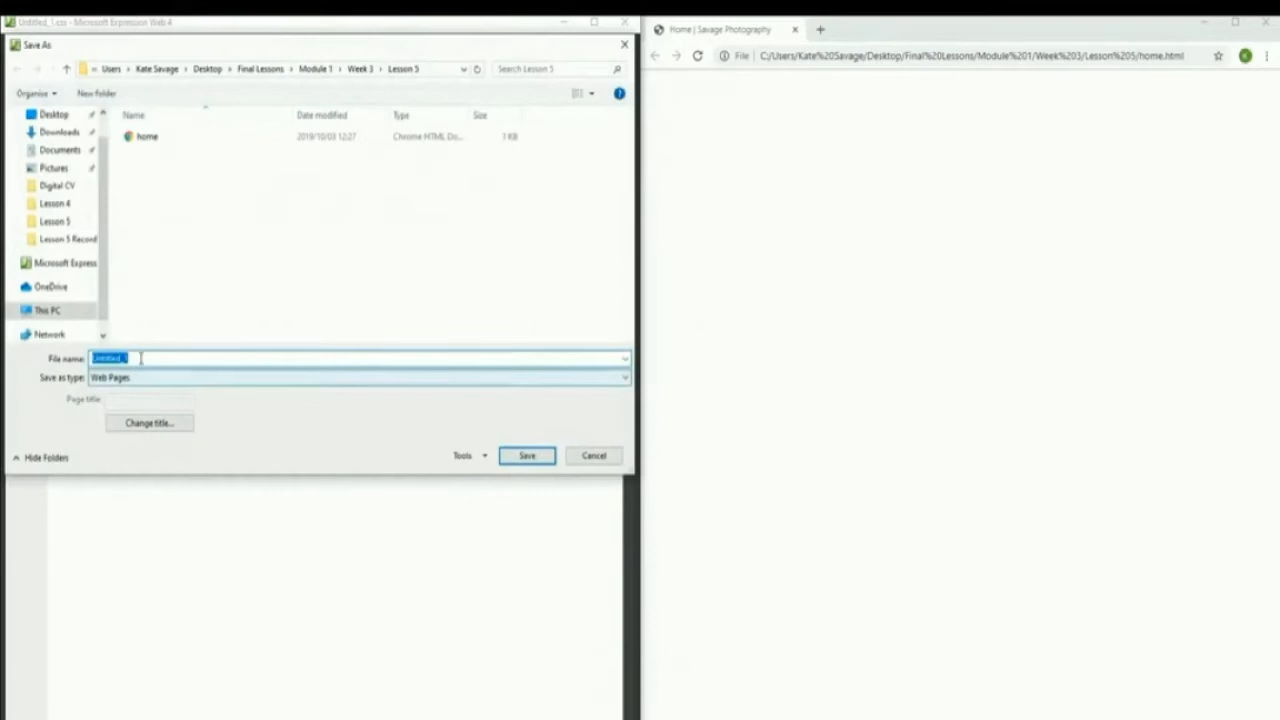 Untitled_1.css - Microsoft Expression Web 4
Save As
Users > Kate Savage > Desktop > Final Lessons > Module 1 > Week 3 > Lesson 5
Search Lesson 5
Organise
New folder
Name Date modified Type Size
home 2019/10/03 12:27 Chrome HTML Do... 1 KB
Desktop
Downloads
Documents
Pictures
Digital CV
Lesson 4
Lesson 5
Lesson 5 Record
Microsoft Express
OneDrive
This PC
Network
File name: Untitled_1
Save as type: Web Pages
Page title:
Change title...
Hide Folders
Tools
Save
Cancel
Home | Savage Photography
File | C:/Users/Kate%20Savage/Desktop/Final%20Lessons/Module%201/Week%203/Lesson%205/home.html